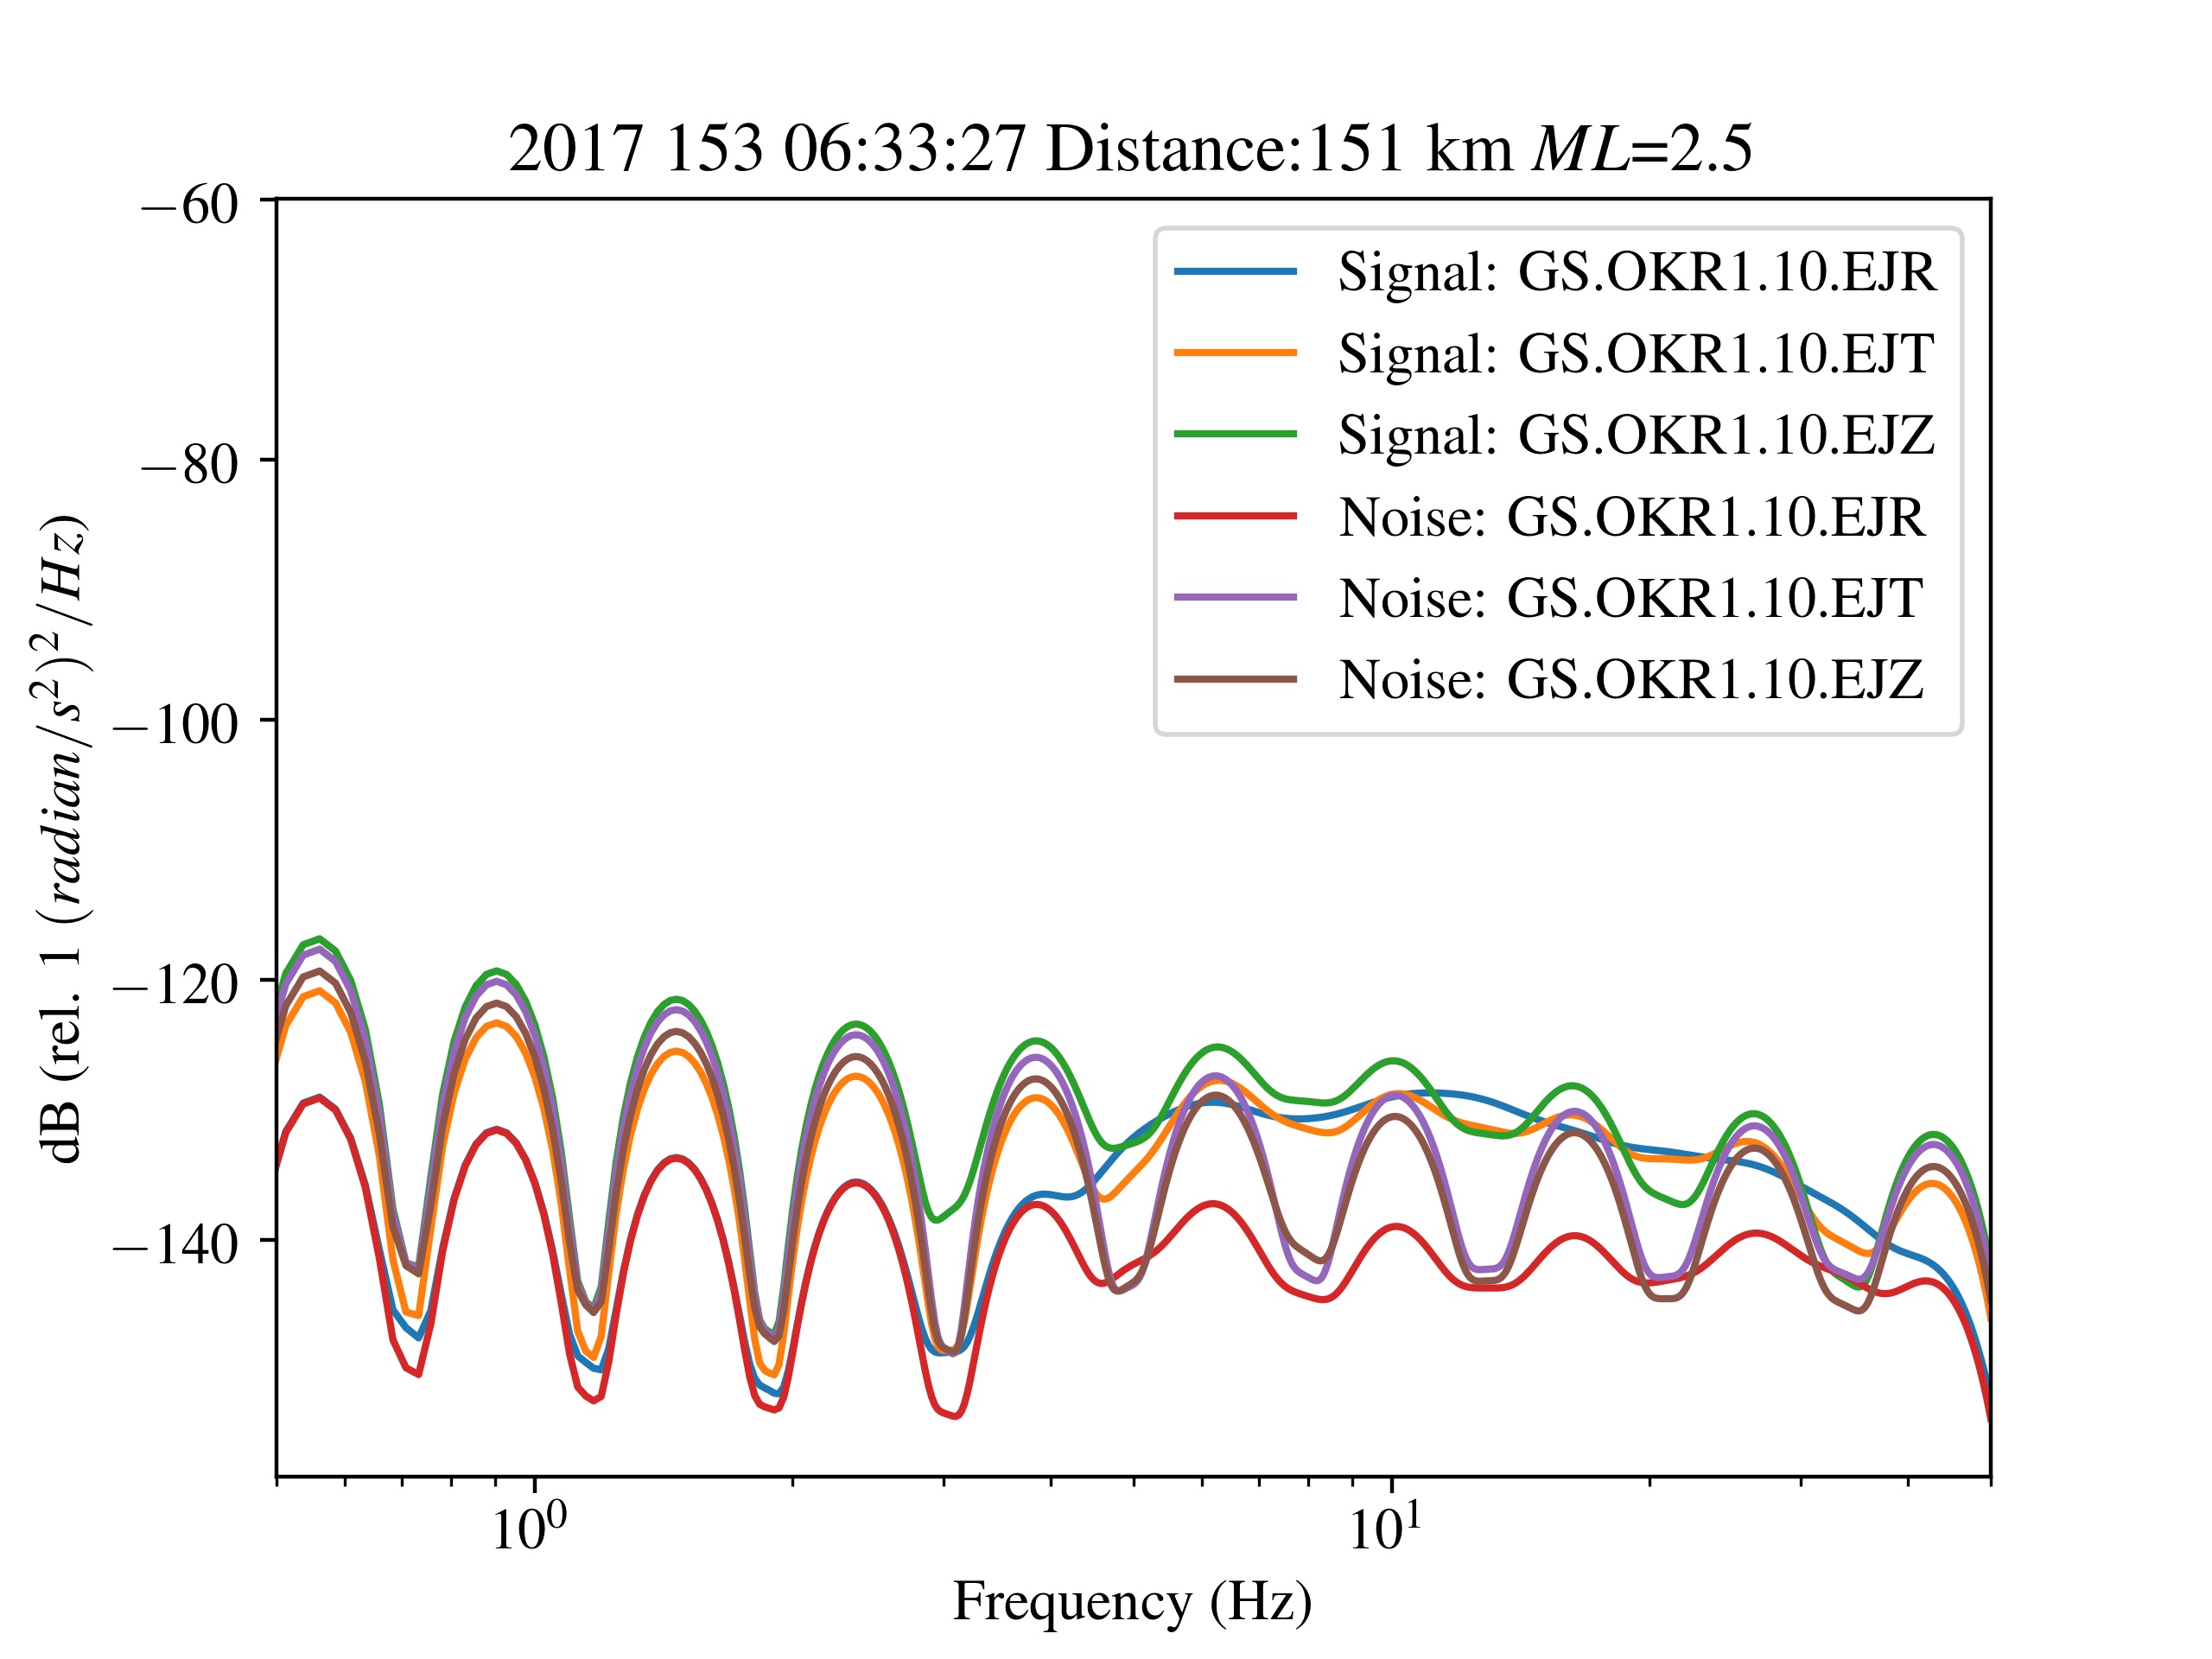 2017 153 06:33:27 Distance:151 km ML=2.5
−60
−80
−100
−120
−140
dB (rel. 1 (radian/s²)²/Hz)
Signal: GS.OKR1.10.EJR
Signal: GS.OKR1.10.EJT
Signal: GS.OKR1.10.EJZ
Noise: GS.OKR1.10.EJR
Noise: GS.OKR1.10.EJT
Noise: GS.OKR1.10.EJZ
10⁰ 10¹
Frequency (Hz)